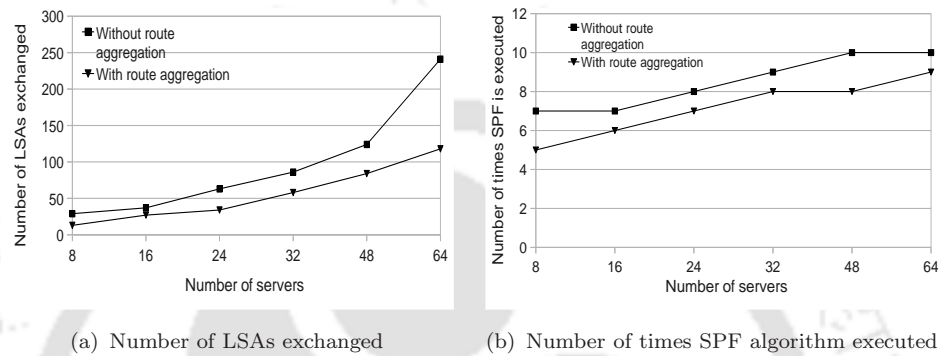 Number of LSAs exchanged
300
250
200
150
100
50
0
Without route
aggregation
With route aggregation
8 16 24 32 48 64
Number of servers
(a) Number of LSAs exchanged
Number of times SPF is executed
12
10
8
6
4
2
0
Without route
aggregation
With route aggregation
8 16 24 32 48 64
Number of servers
(b) Number of times SPF algorithm executed